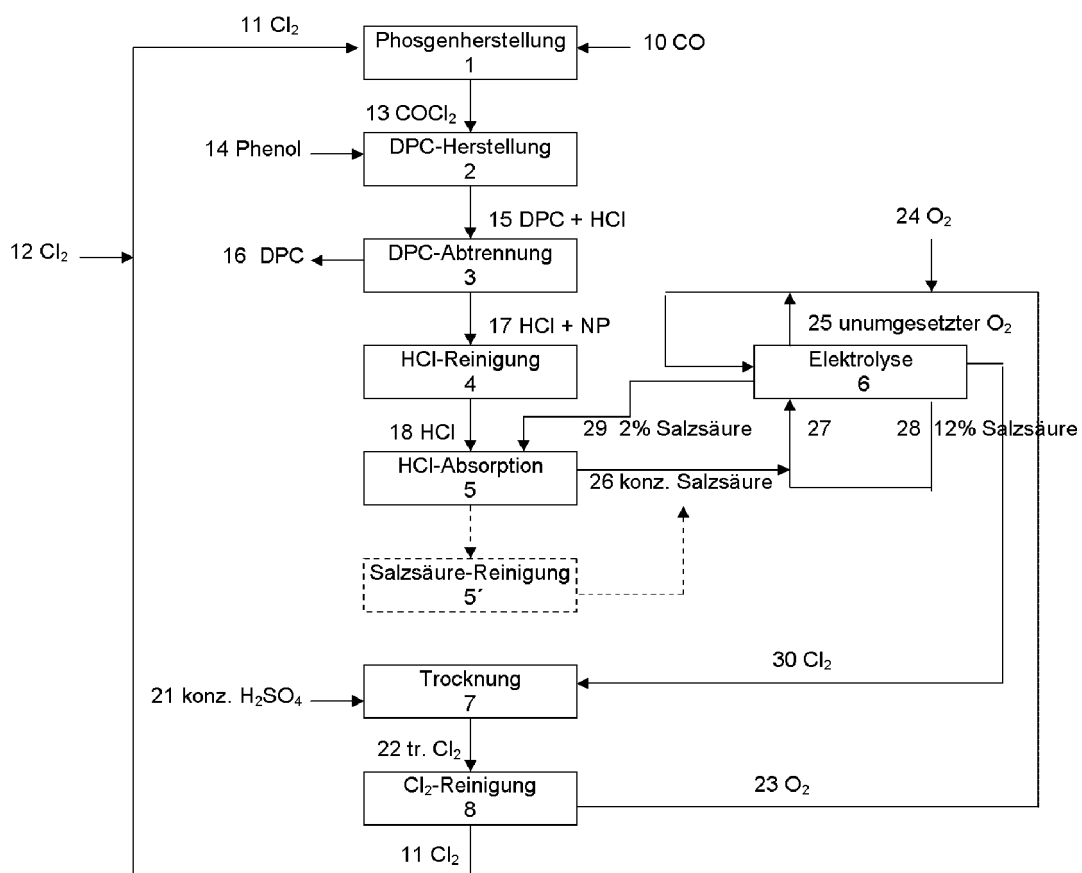 11 Cl₂
Phosgenherstellung
1
10 CO
13 COCl₂
14 Phenol
DPC-Herstellung
2
15 DPC + HCl
24 O₂
12 Cl₂
16 DPC
DPC-Abtrennung
3
17 HCl + NP
25 unumgesetzter O₂
HCl-Reinigung
4
Elektrolyse
6
18 HCl
29 2% Salzsäure
27
28 12% Salzsäure
HCl-Absorption
5
26 konz. Salzsäure
Salzsäure-Reinigung
5´
30 Cl₂
21 konz. H₂SO₄
Trocknung
7
22 tr. Cl₂
Cl₂-Reinigung
8
23 O₂
11 Cl₂